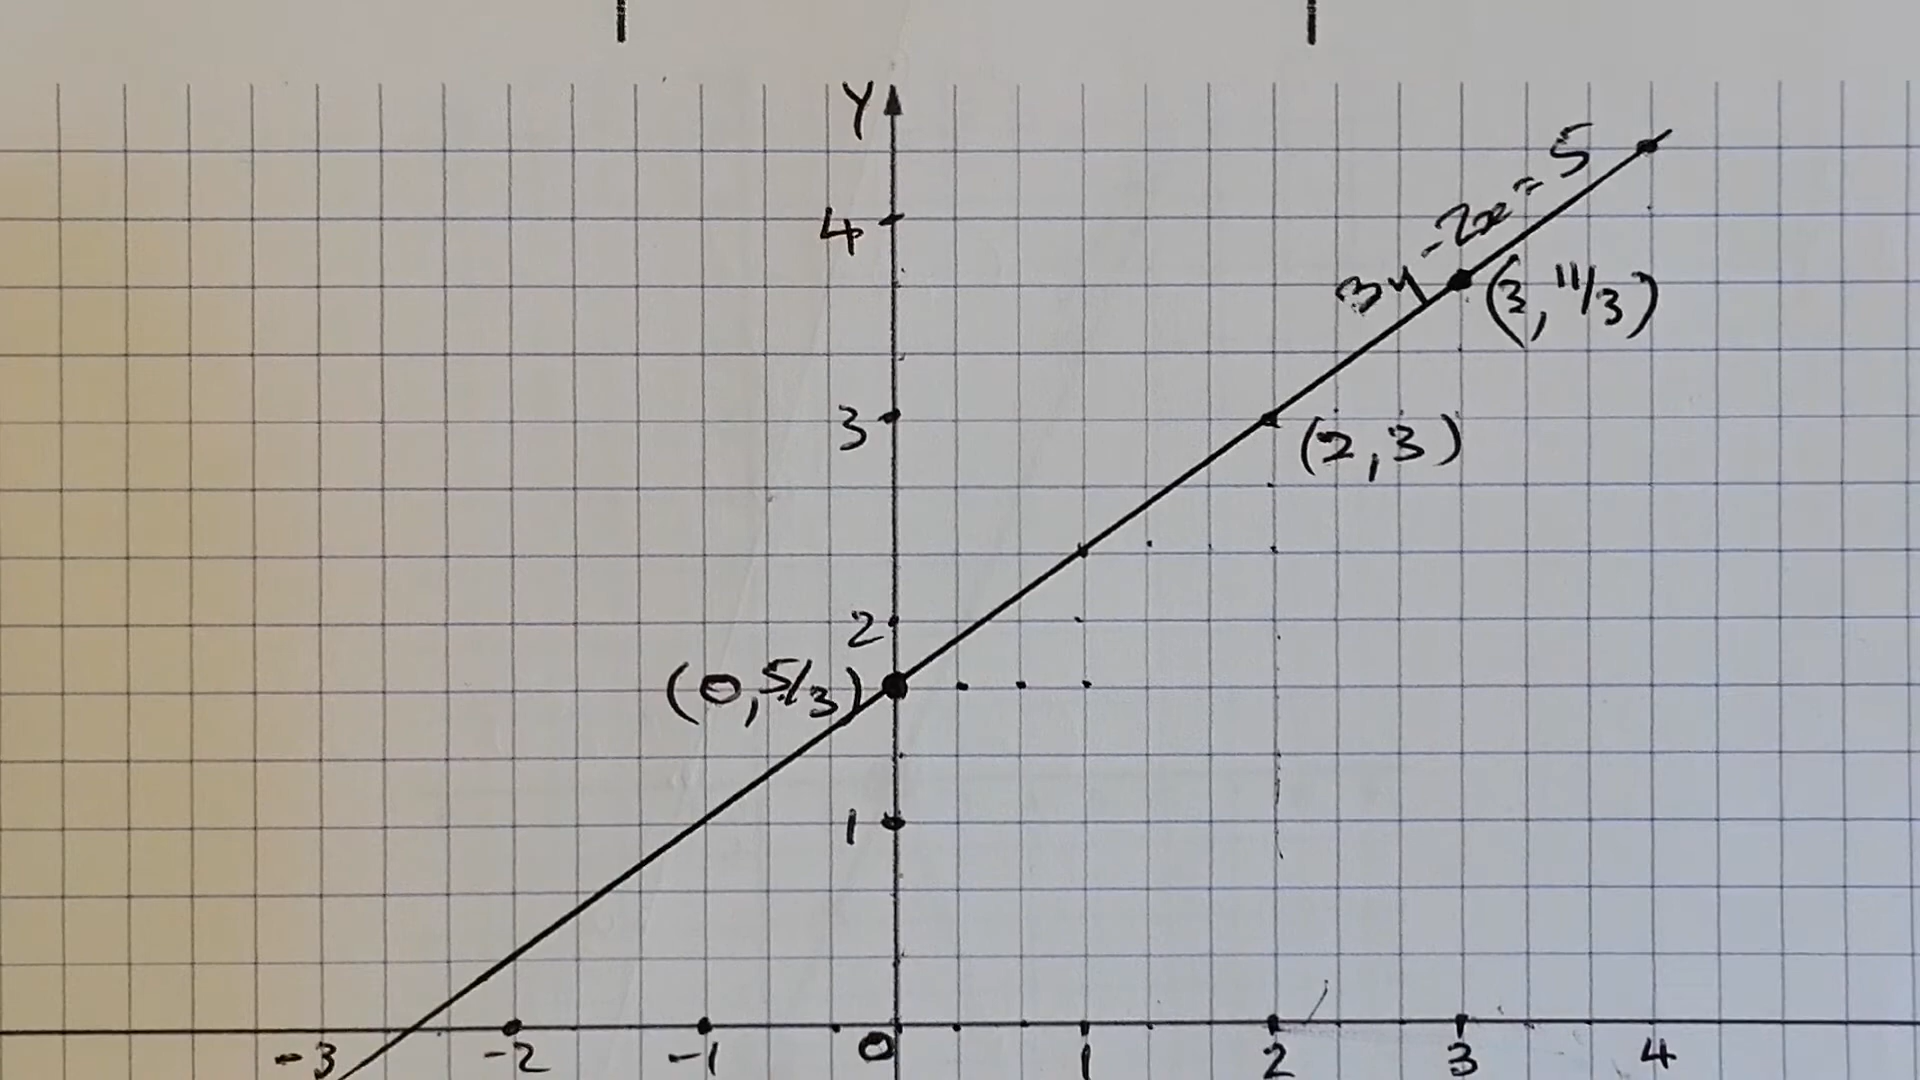 Y
3y - 2x = 5
4
(3, 11/3)
3
(2, 3)
2
(0, 5/3)
1
-3 -2 -1 0 1 2 3 4